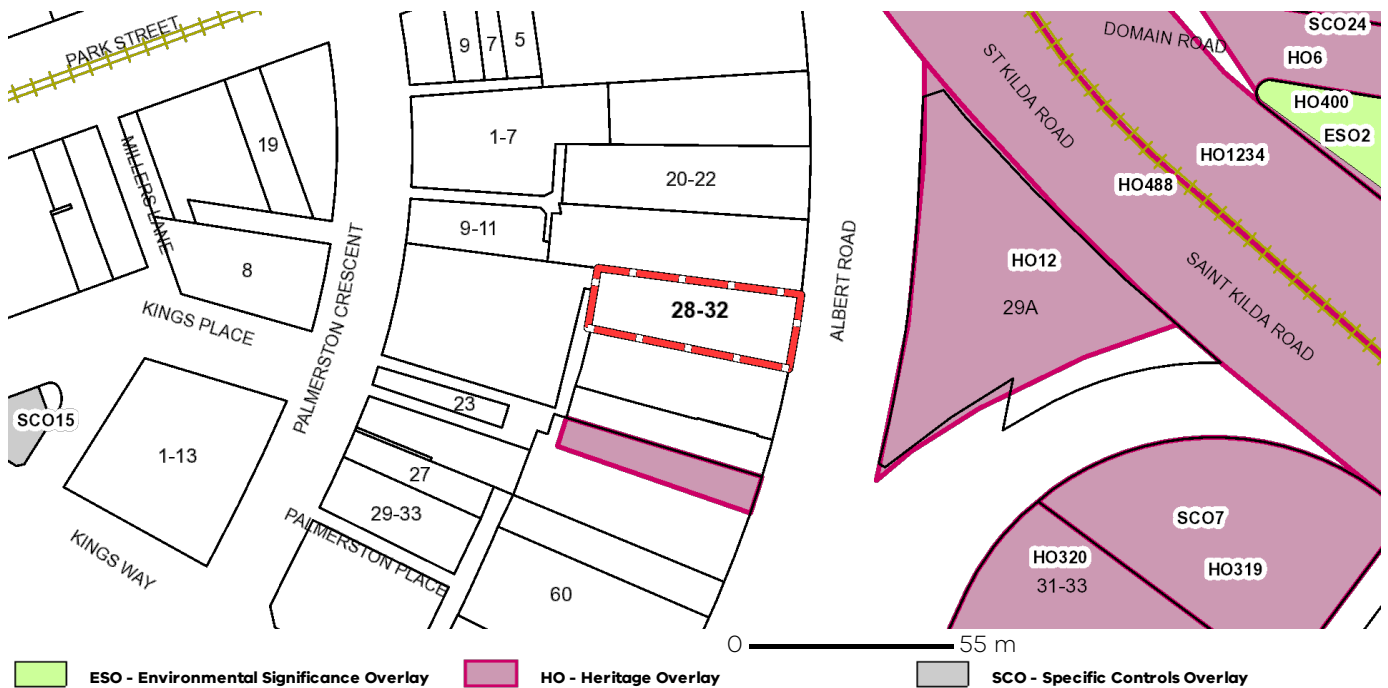 PARK STREET
9
7
5
DOMAIN ROAD
SCO24
HO6
ST KILDA ROAD
HO400
ESO2
1-7
19
MILLERS LANE
HO1234
HO488
20-22
9-11
ALBERT ROAD
PALMERSTON CRESCENT
8
HO12
SAINT KILDA ROAD
28-32
29A
KINGS PLACE
23
SCO15
1-13
27
29-33
PALMERSTON PLACE
SCO7
KINGS WAY
HO320
HO319
31-33
60
0 55 m
ESO - Environmental Significance Overlay
HO - Heritage Overlay
SCO - Specific Controls Overlay